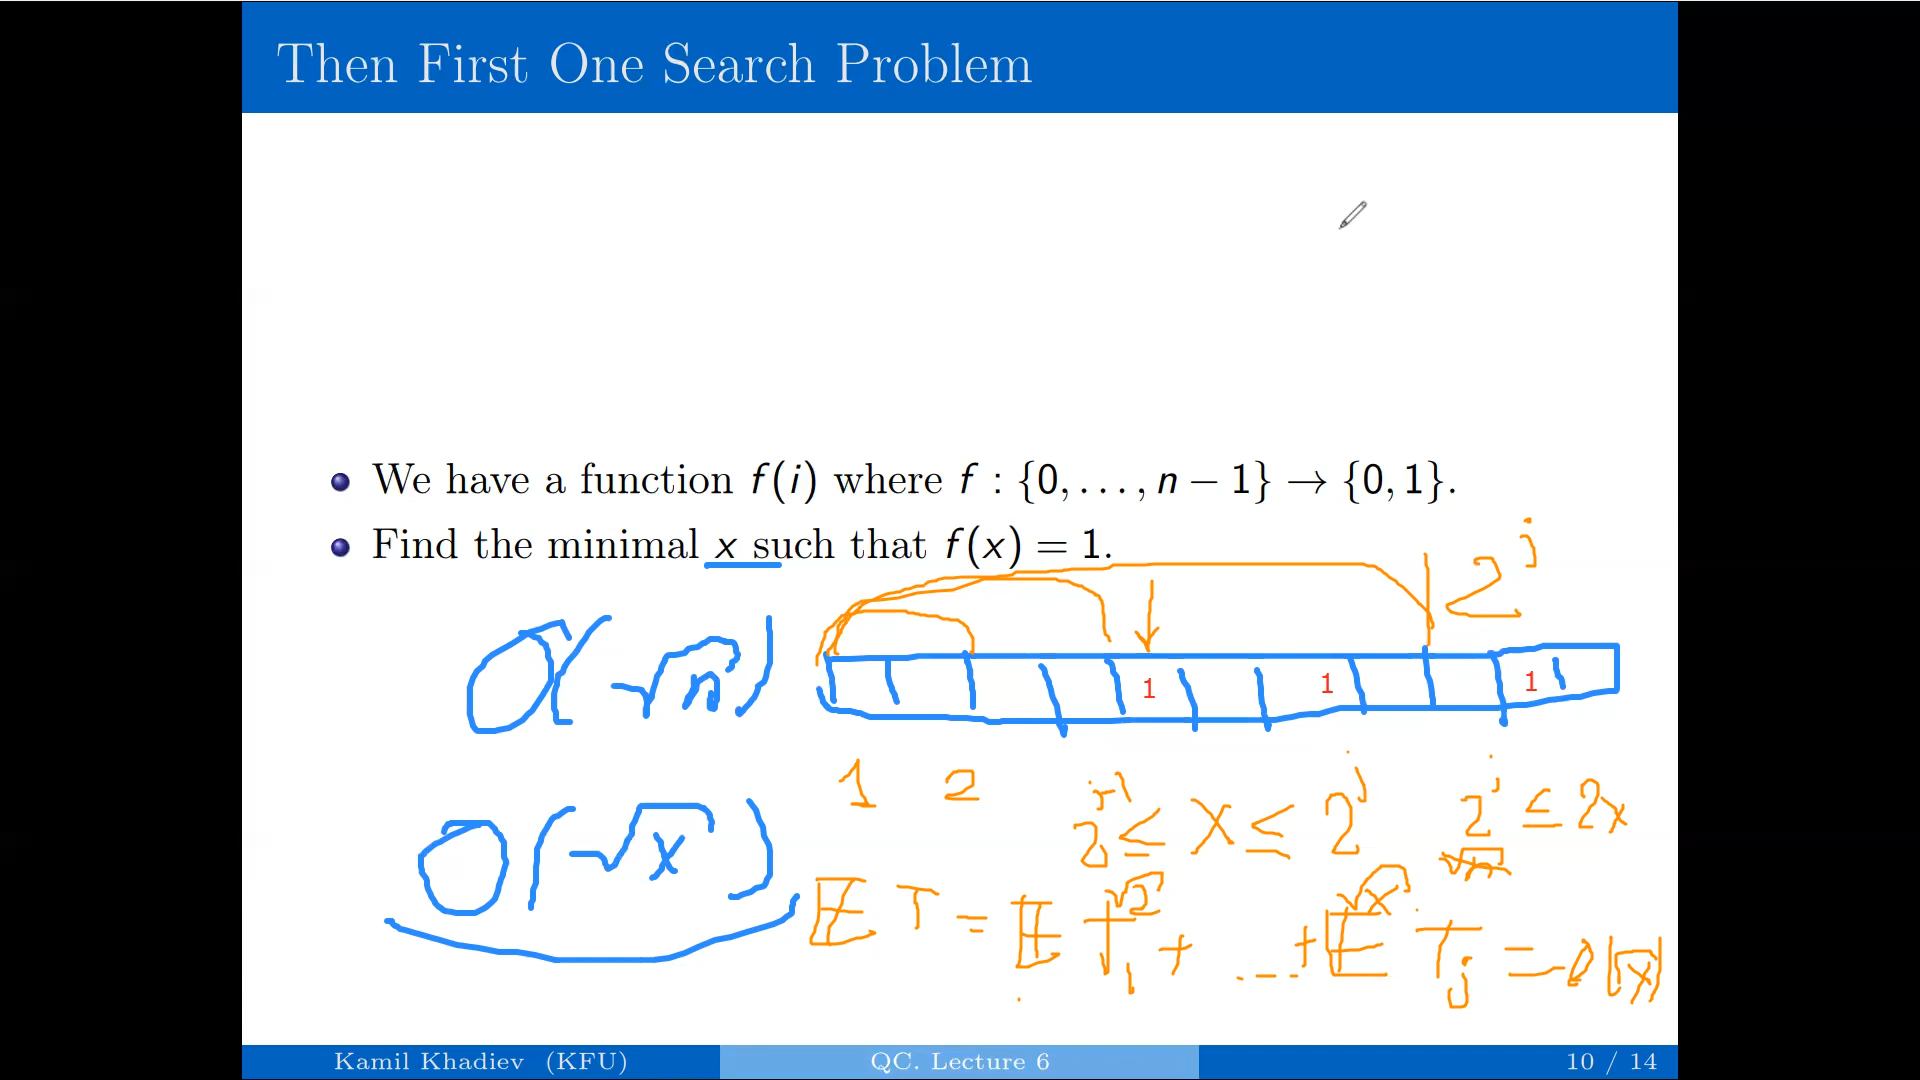 Then First One Search Problem
We have a function f(i) where f : {0, . . . , n − 1} → {0, 1}.
Find the minimal x such that f(x) = 1.
2^j
O(√n)
1 1 1
1 2
2^{j-1} ≤ x ≤ 2^j
2^j ≤ 2x
O(√x)
√2 √x
E T = E T_1 + ... + E T_j = O(√x)
Kamil Khadiev (KFU)
QC. Lecture 6
10 / 14